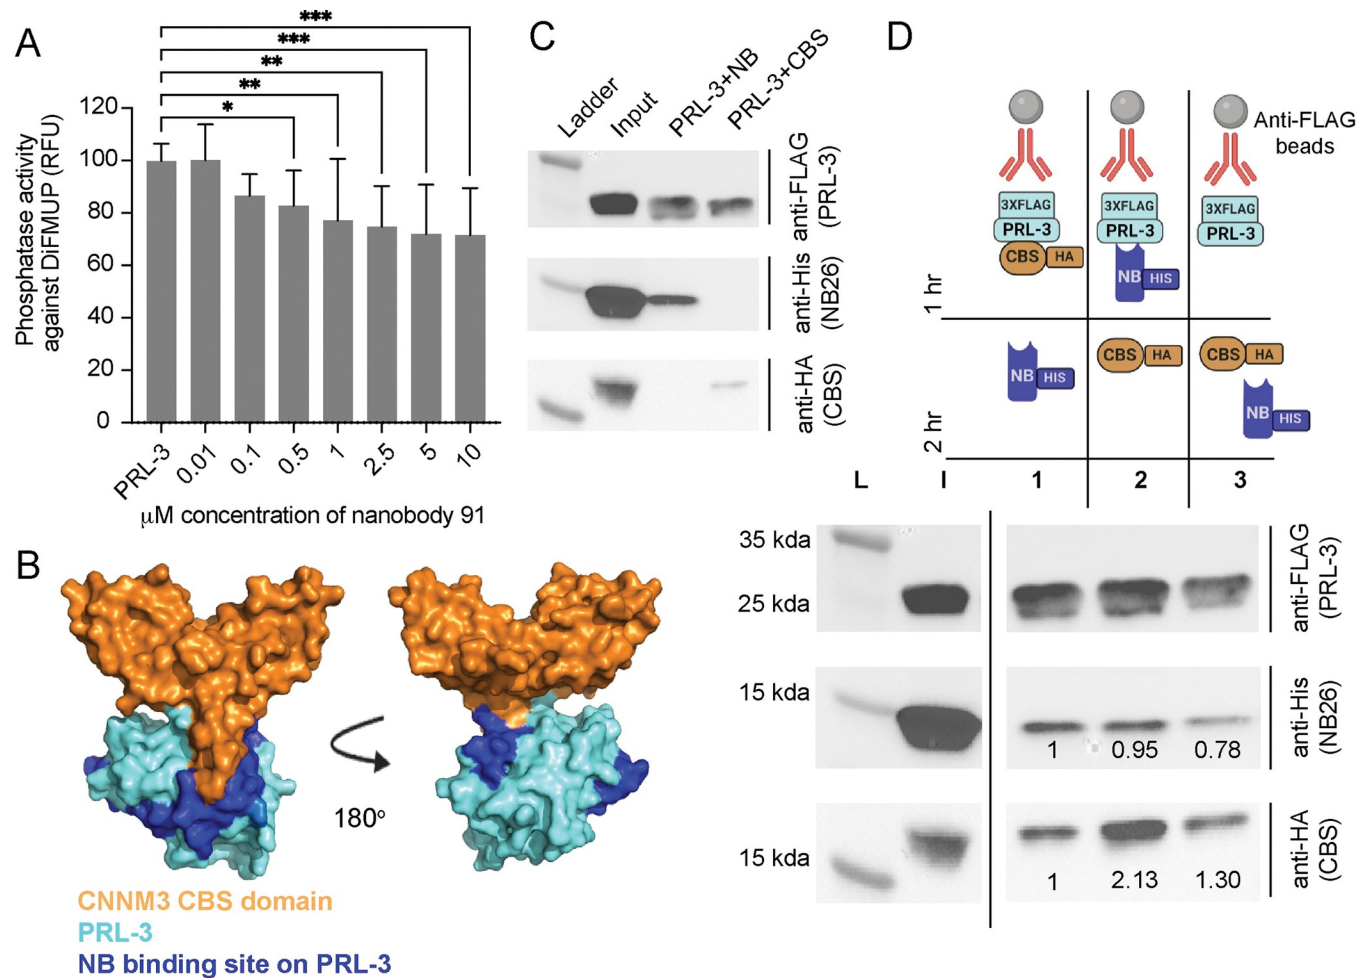 A
***
***
**
**
*
Phosphatase activity
against DiFMUP (RFU)
120
100
80
60
40
20
0
PRL-3
0.01
0.1
0.5
1
2.5
5
10
μM concentration of nanobody 91
B
180°
CNNM3 CBS domain
PRL-3
NB binding site on PRL-3
C
Ladder
Input
PRL-3+NB
PRL-3+CBS
anti-FLAG
(PRL-3)
anti-His
(NB26)
anti-HA
(CBS)
D
Anti-FLAG
beads
3XFLAG
PRL-3
CBS HA
3XFLAG
PRL-3
NB HIS
3XFLAG
PRL-3
1 hr
NB HIS
CBS HA
CBS HA
NB HIS
2 hr
L I 1 2 3
35 kda
25 kda
anti-FLAG
(PRL-3)
15 kda
1 0.95 0.78
anti-His
(NB26)
15 kda
1 2.13 1.30
anti-HA
(CBS)